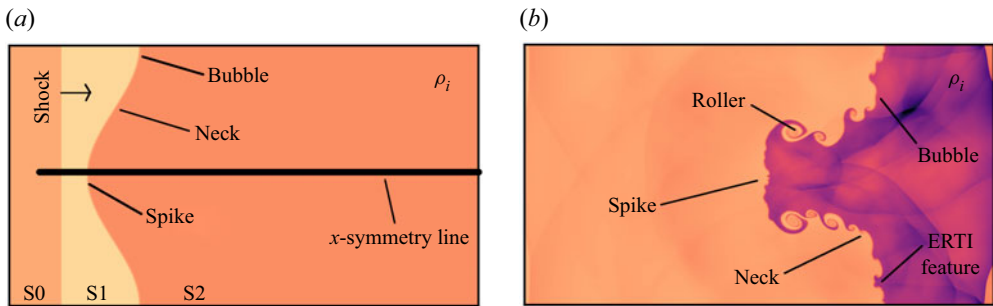 (a)
(b)
Shock
Bubble
ρi
Neck
Spike
x-symmetry line
S0
S1
S2
Roller
ρi
Bubble
Spike
Neck
ERTI
feature